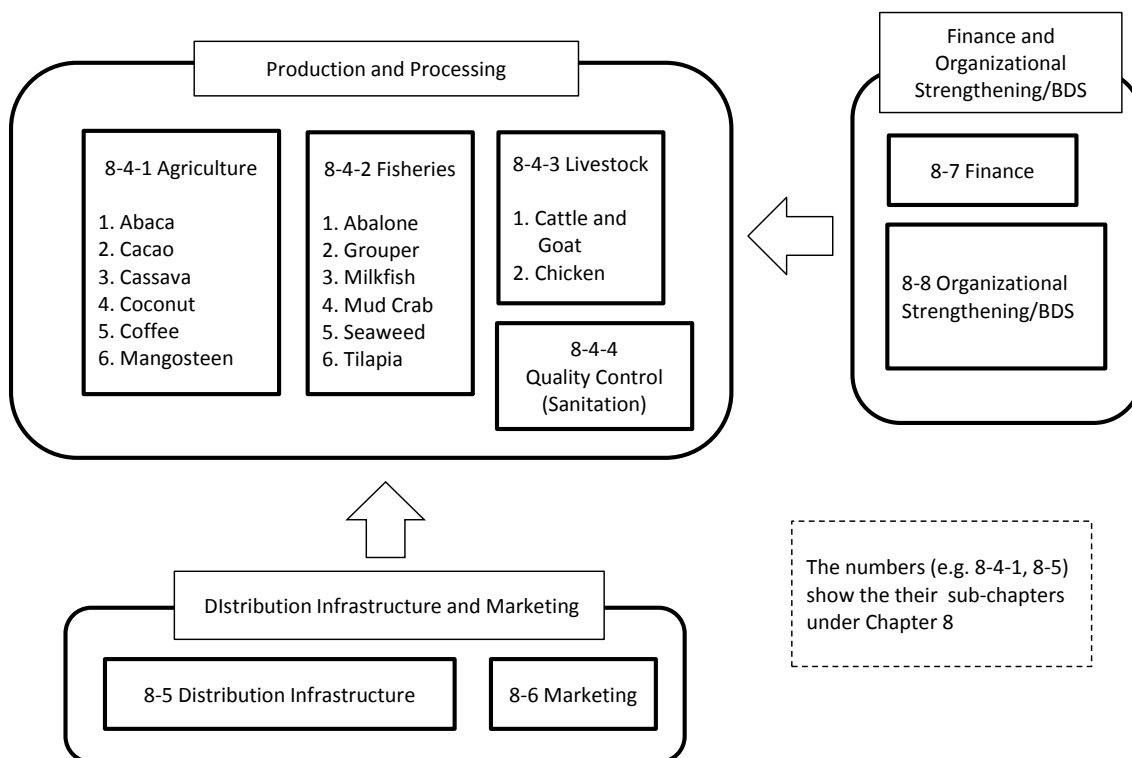 Production and Processing
8-4-1 Agriculture
1. Abaca
2. Cacao
3. Cassava
4. Coconut
5. Coffee
6. Mangosteen
8-4-2 Fisheries
1. Abalone
2. Grouper
3. Milkfish
4. Mud Crab
5. Seaweed
6. Tilapia
8-4-3 Livestock
1. Cattle and
Goat
2. Chicken
8-4-4
Quality Control
(Sanitation)
Finance and
Organizational
Strengthening/BDS
8-7 Finance
8-8 Organizational
Strengthening/BDS
DIstribution Infrastructure and Marketing
8-5 Distribution Infrastructure
8-6 Marketing
The numbers (e.g. 8-4-1, 8-5)
show the their sub-chapters
under Chapter 8